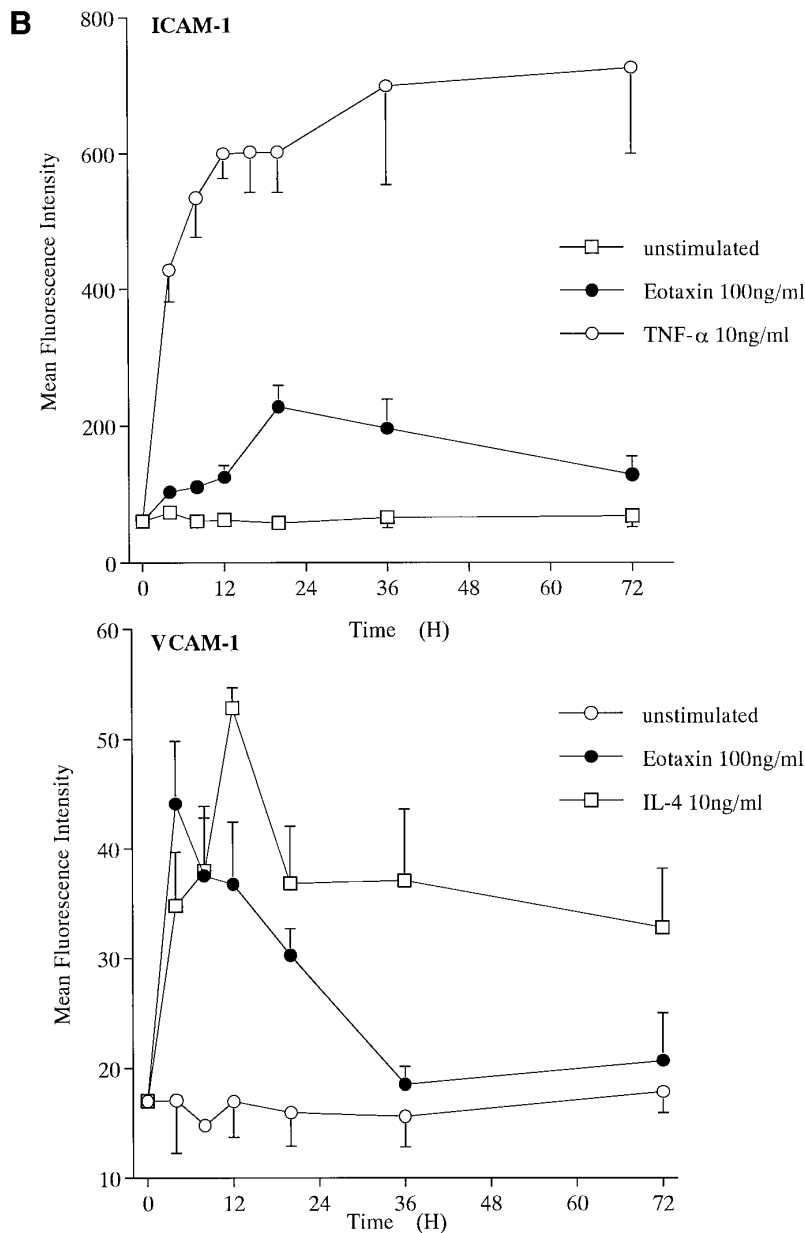 B
ICAM-1
800
600
400
200
0
Mean Fluorescence Intensity
unstimulated
Eotaxin 100ng/ml
TNF-α 10ng/ml
0 12 24 36 48 60 72
Time (H)
VCAM-1
60
50
40
30
20
10
Mean Fluorescence Intensity
unstimulated
Eotaxin 100ng/ml
IL-4 10ng/ml
0 12 24 36 48 60 72
Time (H)